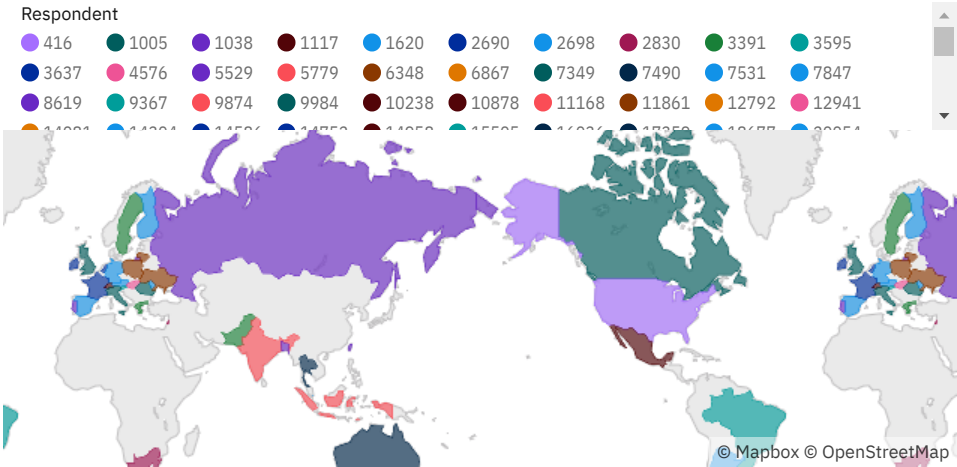 Respondent
416 1005 1038 1117 1620 2690 2698 2830 3391 3595
3637 4576 5529 5779 6348 6867 7349 7490 7531 7847
8619 9367 9874 9984 10238 10878 11168 11861 12792 12941
© Mapbox © OpenStreetMap